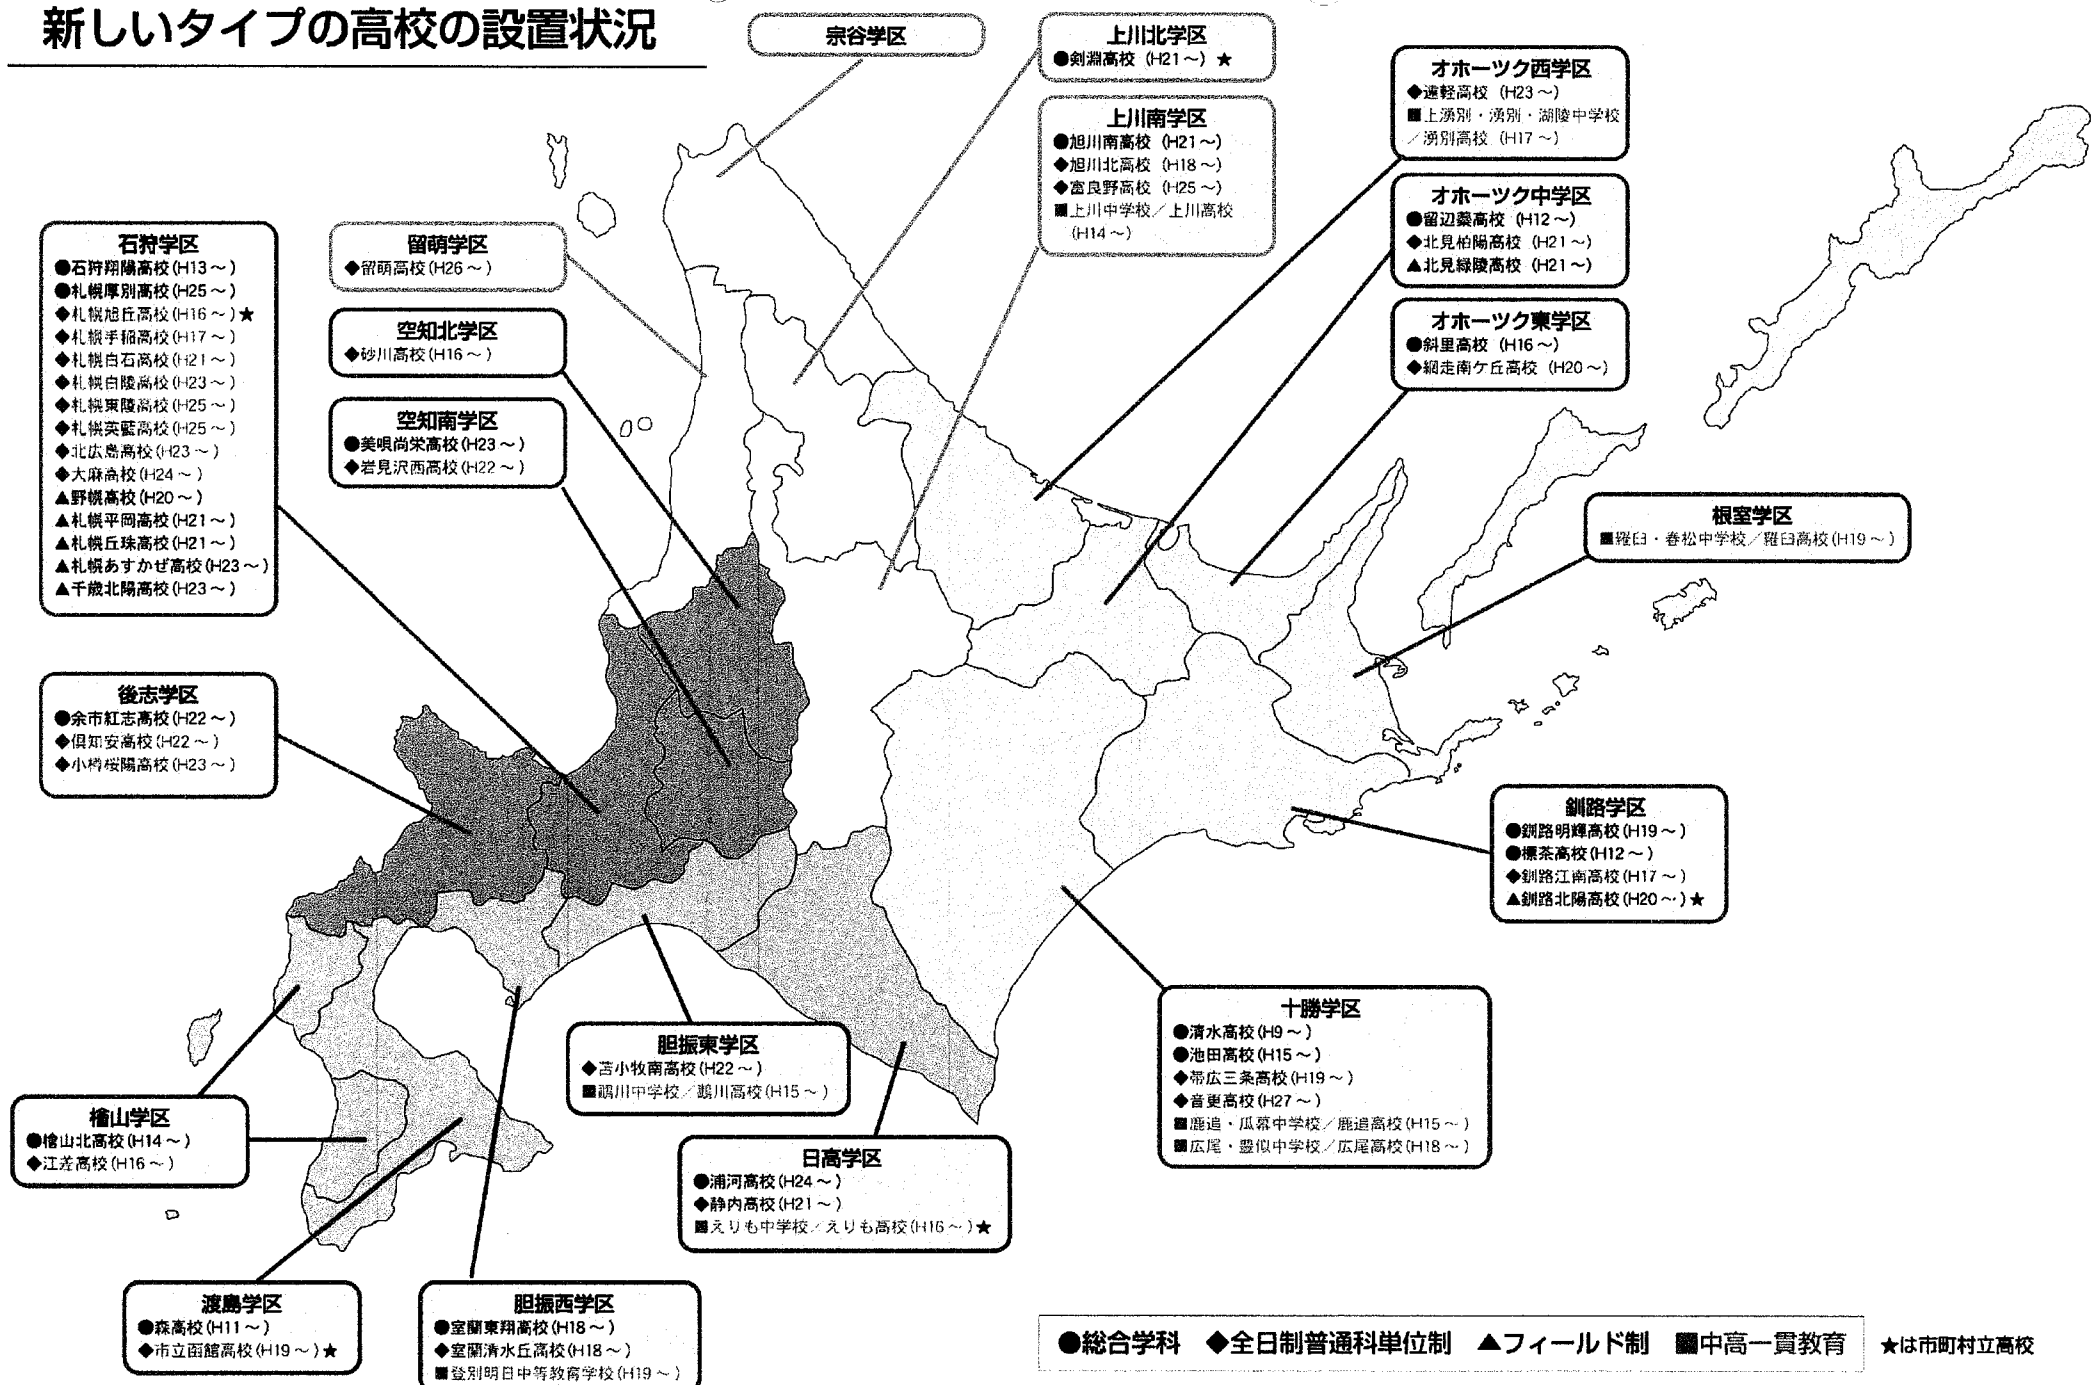 新しいタイプの高校の設置状況
宗谷学区
上川北学区
●剣淵高校(H21~)★
上川南学区
●旭川南高校(H21~)
◆旭川北高校(H18~)
◆富良野高校(H25~)
■上川中学校/上川高校
(H14~)
オホーツク西学区
◆遠軽高校(H23~)
■上湧別・湧別・湖陵中学校
/湧別高校(H17~)
オホーツク中学区
●留辺蘂高校(H12~)
◆北見柏陽高校(H21~)
▲北見緑陵高校(H21~)
オホーツク東学区
●斜里高校(H16~)
◆網走南ケ丘高校(H20~)
石狩学区
●石狩翔陽高校(H13~)
●札幌厚別高校(H25~)
◆札幌旭丘高校(H16~)★
◆札幌手稲高校(H17~)
◆札幌白石高校(H21~)
◆札幌白陵高校(H23~)
◆札幌東陵高校(H25~)
◆札幌英藍高校(H25~)
◆北広島高校(H23~)
◆大麻高校(H24~)
▲野幌高校(H20~)
▲札幌平岡高校(H21~)
▲札幌丘珠高校(H21~)
▲札幌あすかぜ高校(H23~)
▲千歳北陽高校(H23~)
留萌学区
◆留萌高校(H26~)
空知北学区
◆砂川高校(H16~)
空知南学区
●美唄尚栄高校(H23~)
◆岩見沢西高校(H22~)
根室学区
■羅臼・春松中学校/羅臼高校(H19~)
後志学区
●余市紅志高校(H22~)
◆倶知安高校(H22~)
◆小樽桜陽高校(H23~)
釧路学区
●釧路明輝高校(H19~)
●標茶高校(H12~)
◆釧路江南高校(H17~)
▲釧路北陽高校(H20~)★
十勝学区
●清水高校(H9~)
●池田高校(H15~)
◆帯広三条高校(H19~)
◆音更高校(H27~)
■鹿追・瓜幕中学校/鹿追高校(H15~)
■広尾・豊似中学校/広尾高校(H18~)
胆振東学区
◆苫小牧南高校(H22~)
■鵡川中学校/鵡川高校(H15~)
檜山学区
●檜山北高校(H14~)
◆江差高校(H16~)
日高学区
●浦河高校(H24~)
◆静内高校(H21~)
■えりも中学校/えりも高校(H16~)★
渡島学区
●森高校(H11~)
◆市立函館高校(H19~)★
胆振西学区
●室蘭東翔高校(H18~)
◆室蘭清水丘高校(H18~)
■登別明日中等教育学校(H19~)
●総合学科 ◆全日制普通科単位制 ▲フィールド制 ■中高一貫教育 ★は市町村立高校